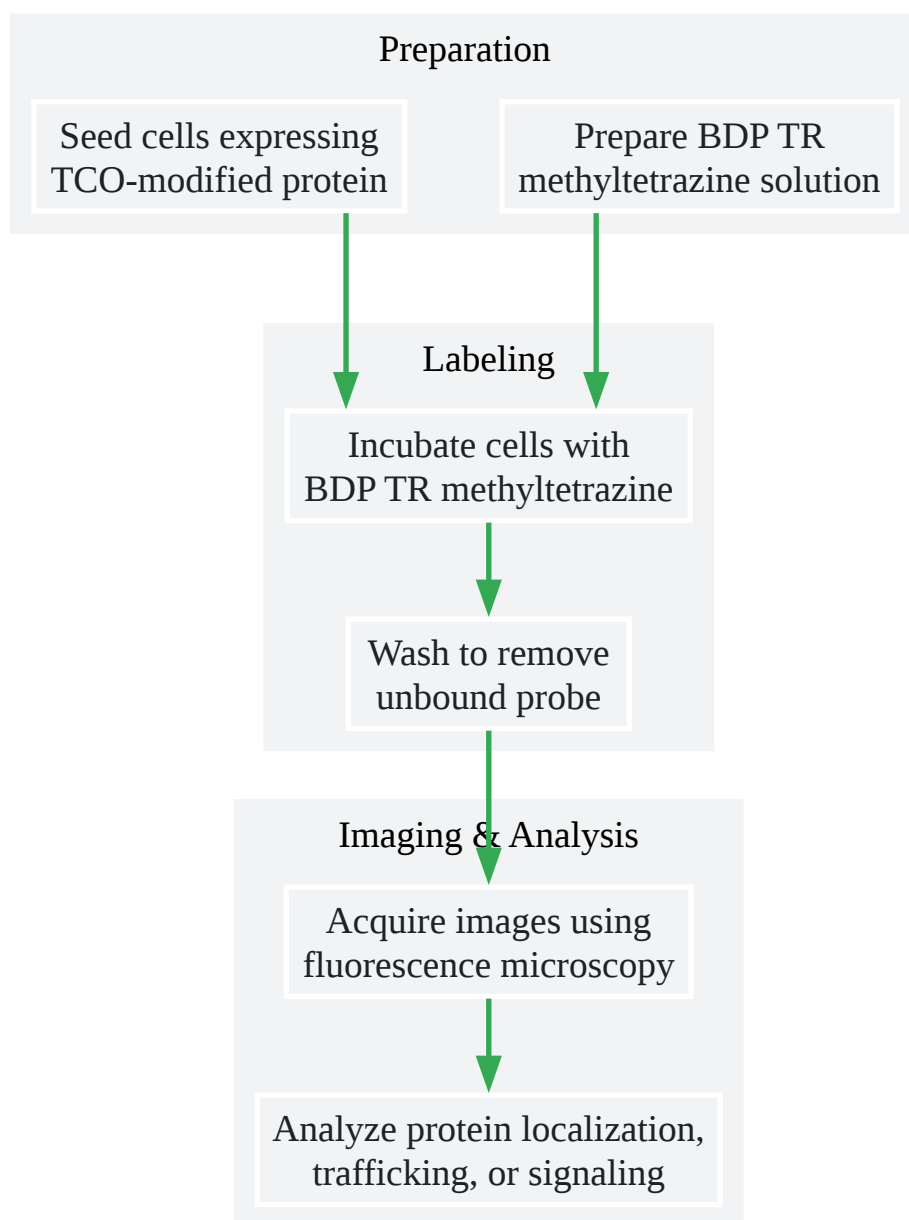 Preparation
Seed cells expressing
TCO-modified protein
Prepare BDP TR
methyltetrazine solution
Labeling
Incubate cells with
BDP TR methyltetrazine
Wash to remove
unbound probe
Imaging & Analysis
Acquire images using
fluorescence microscopy
Analyze protein localization,
trafficking, or signaling